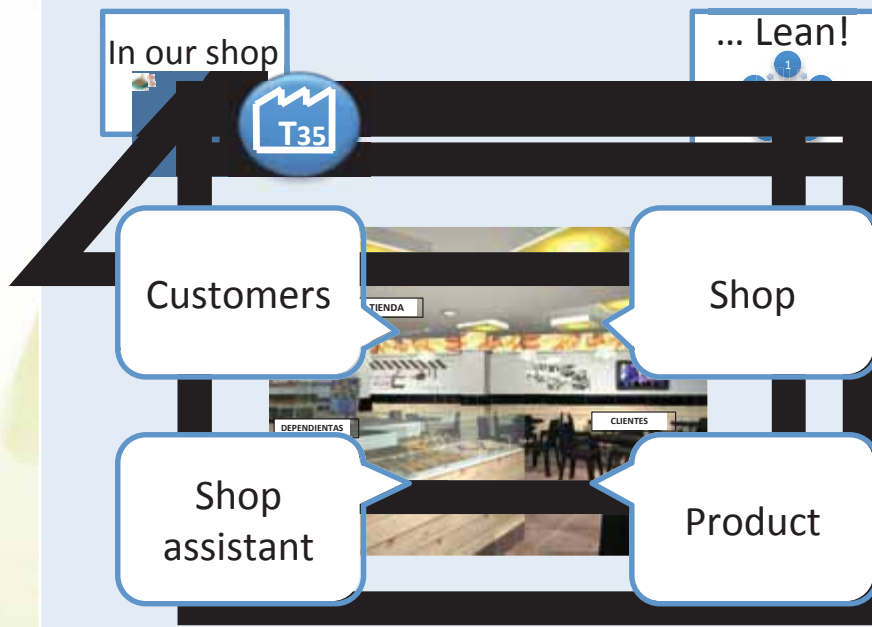 In our shop
... Lean!
1
T35
Customers
Shop
TIENDA
DEPENDIENTAS
CLIENTES
Shop
assistant
Product